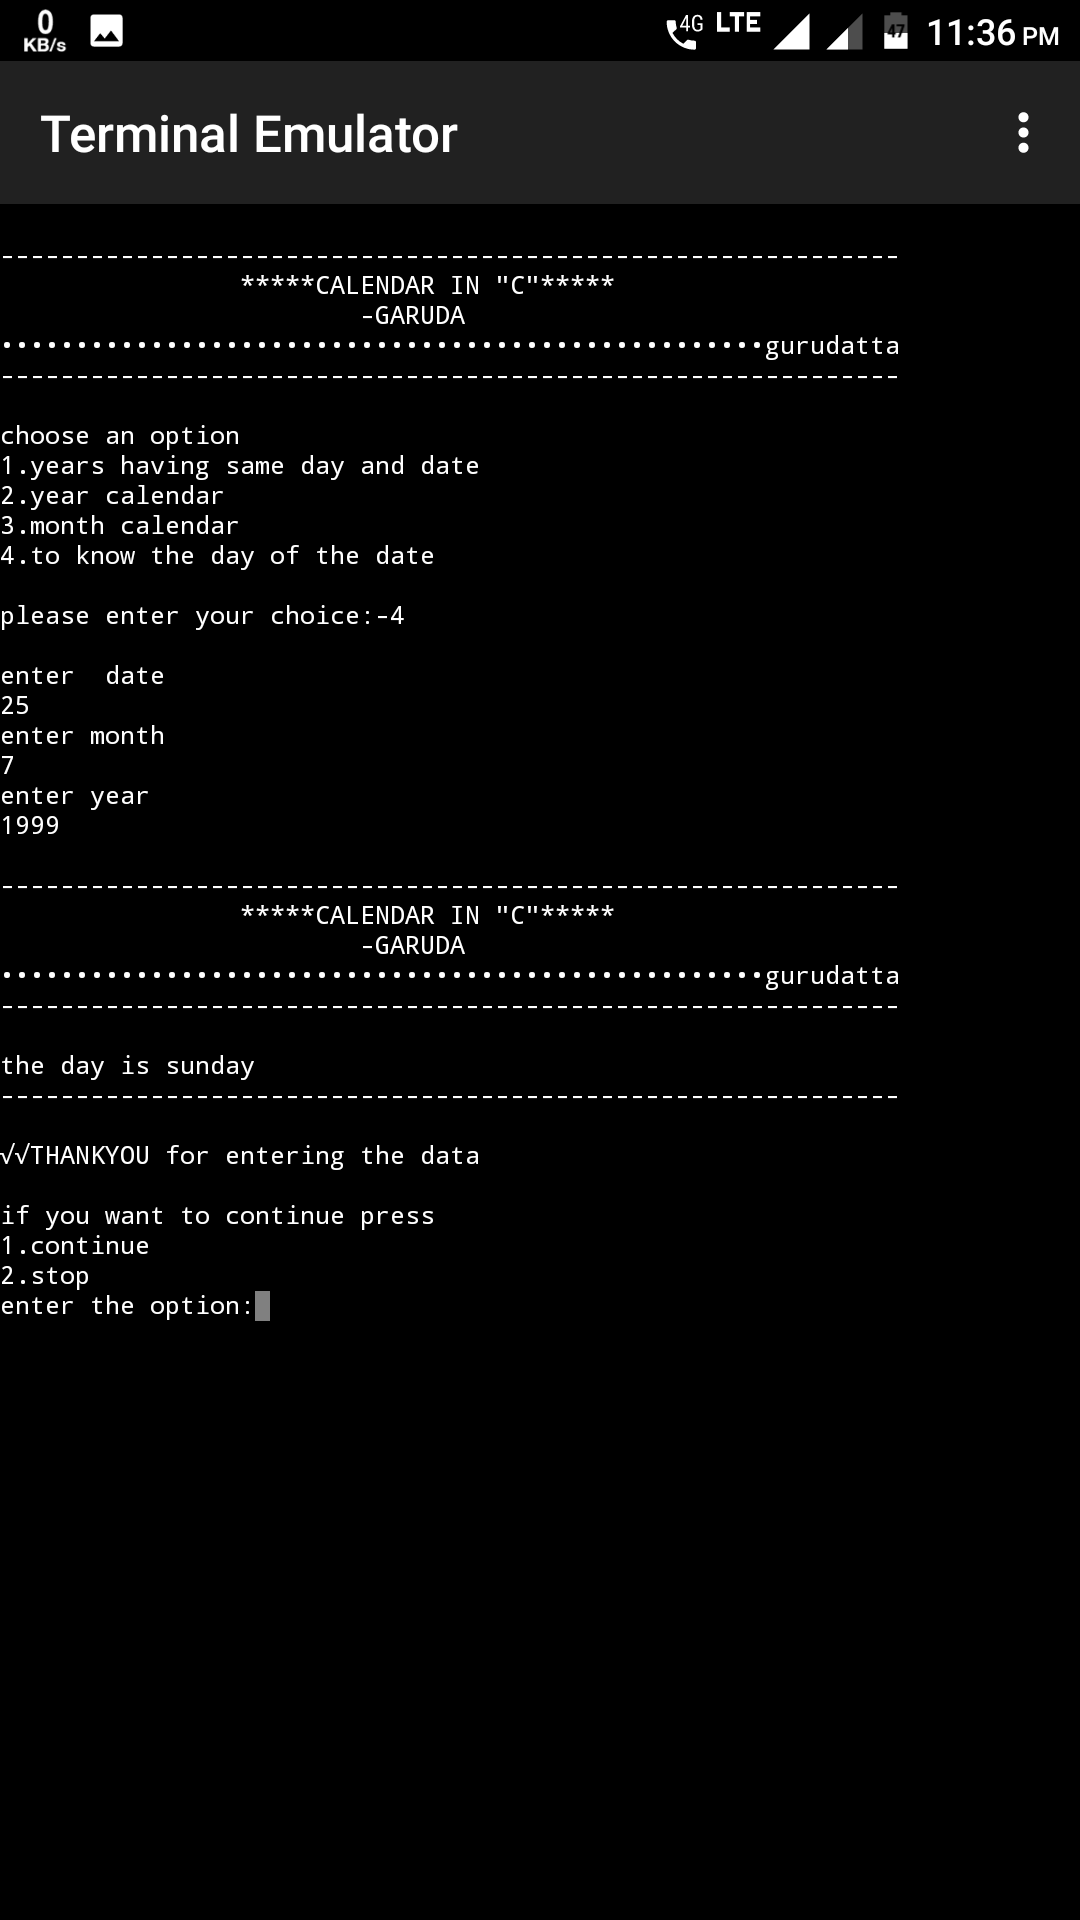 0
KB/s
4G LTE 47 11:36 PM
Terminal Emulator
------------------------------------------------------------
*****CALENDAR IN "C"*****
-GARUDA
•••••••••••••••••••••••••••••••••••••••••••••••••••gurudatta
------------------------------------------------------------
choose an option
1.years having same day and date
2.year calendar
3.month calendar
4.to know the day of the date
please enter your choice:-4
enter  date
25
enter month
7
enter year
1999
------------------------------------------------------------
*****CALENDAR IN "C"*****
-GARUDA
•••••••••••••••••••••••••••••••••••••••••••••••••••gurudatta
------------------------------------------------------------
the day is sunday
------------------------------------------------------------
√√THANKYOU for entering the data
if you want to continue press
1.continue
2.stop
enter the option: